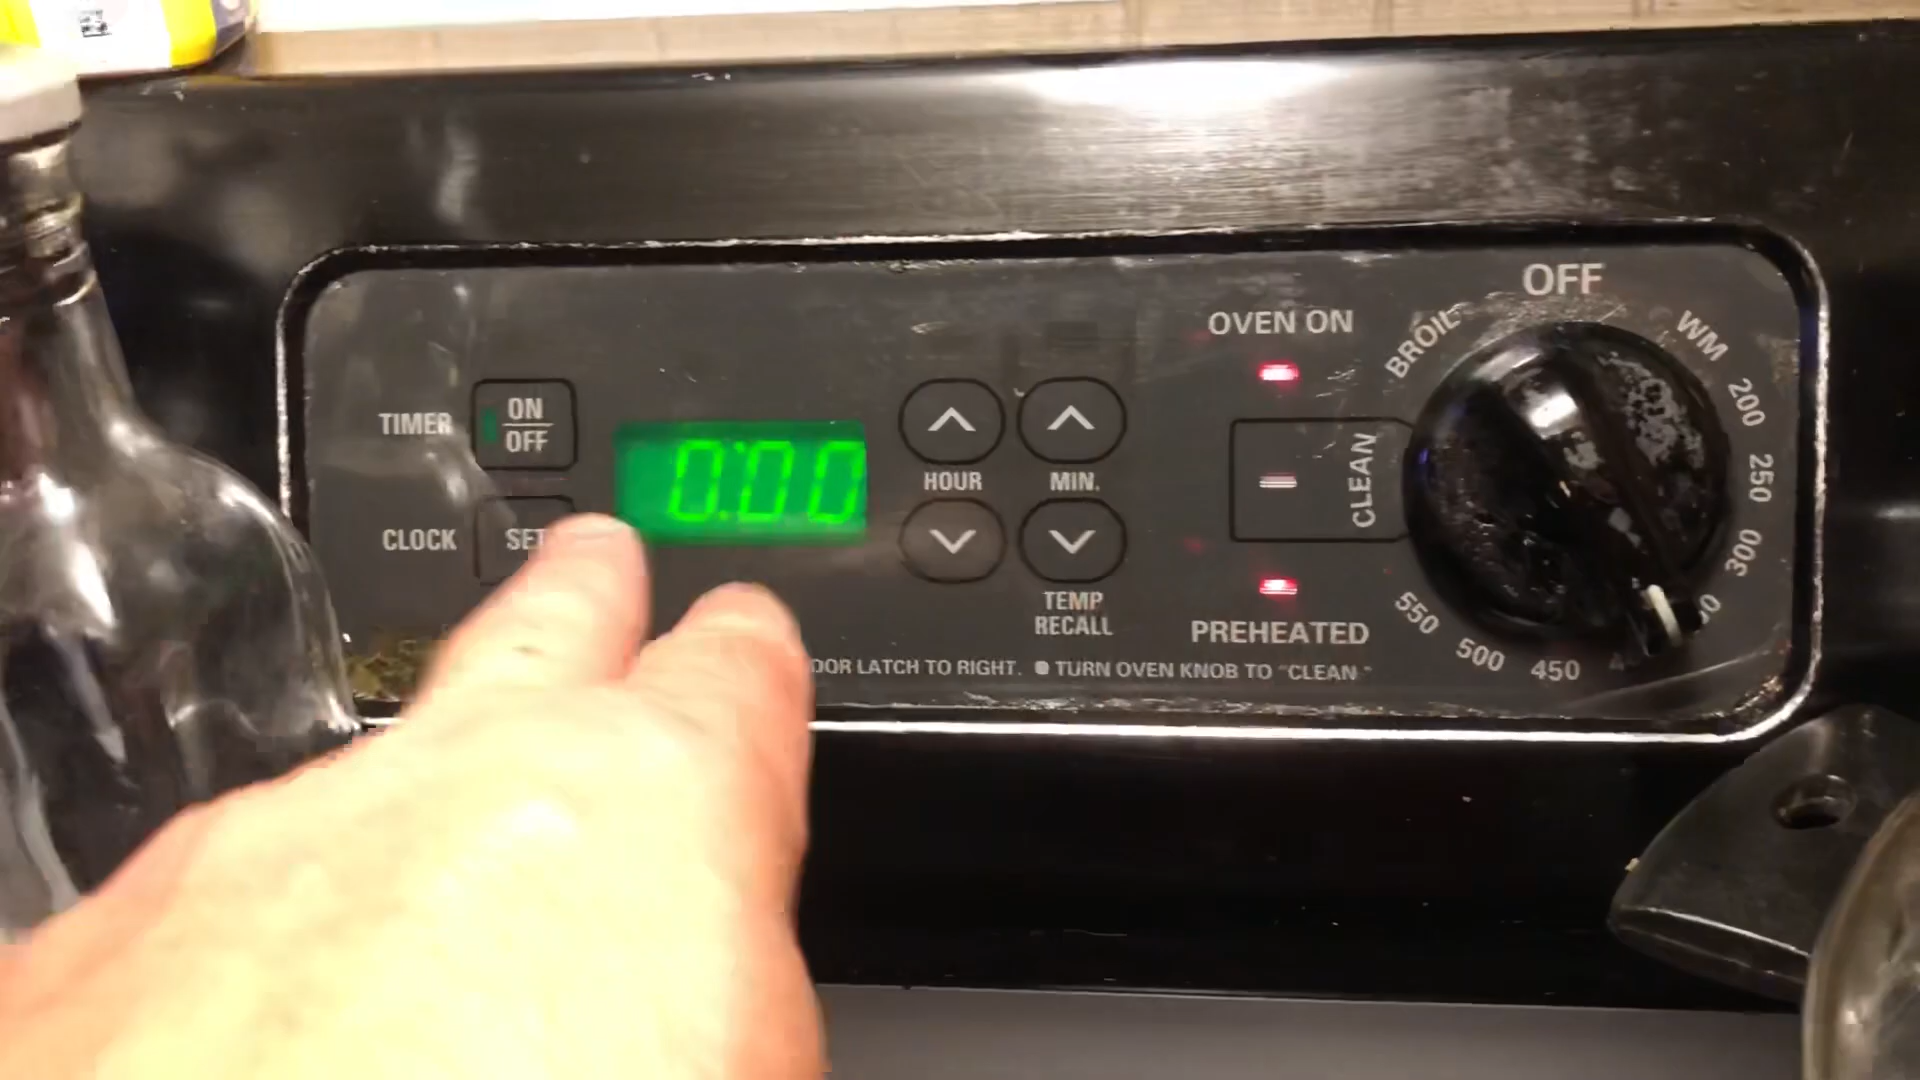 OFF
OVEN ON
BROIL
WM
200
TIMER
ON
OFF
0:00
HOUR
MIN.
CLEAN
250
CLOCK
SET
300
TEMP
RECALL
PREHEATED
550
500
450
LATCH TO RIGHT. ● TURN OVEN KNOB TO "CLEAN"